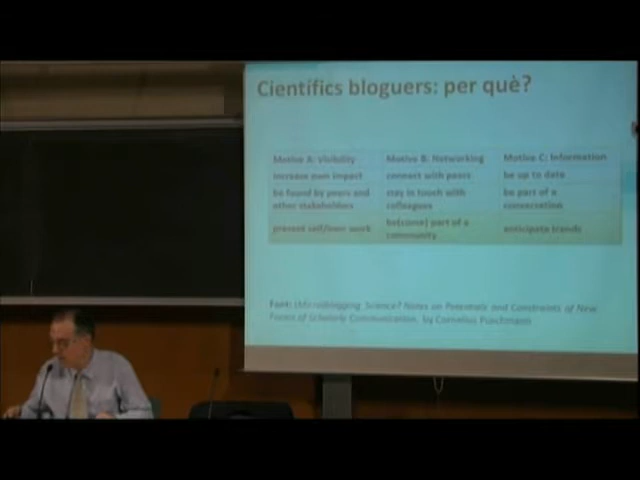 Científics bloguers: per què?
Motive A: Visibility Motive B: Networking Motive C: Information
increase own impact connect with peers be up to date
be found by peers and other stakeholders stay in touch with colleagues be part of a conversation
present self/own work be(come) part of a community anticipate trends
Font: (Micro)blogging Science? Notes on Potentials and Constraints of New
Forms of Scholarly Communication. by Cornelius Puschmann